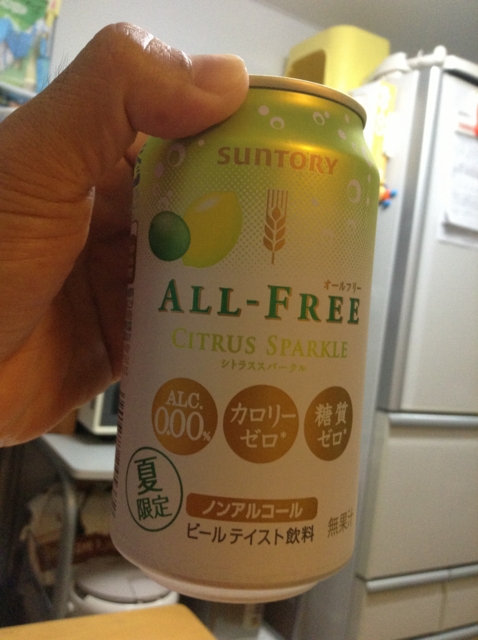 SUNTORY
オールフリー
ALL-FREE
CITRUS SPARKLE
シトラススパークル
ALC.
0.00%
カロリー
ゼロ*
糖質
ゼロ*
夏
限定
ノンアルコール
ビールテイスト飲料
無果汁